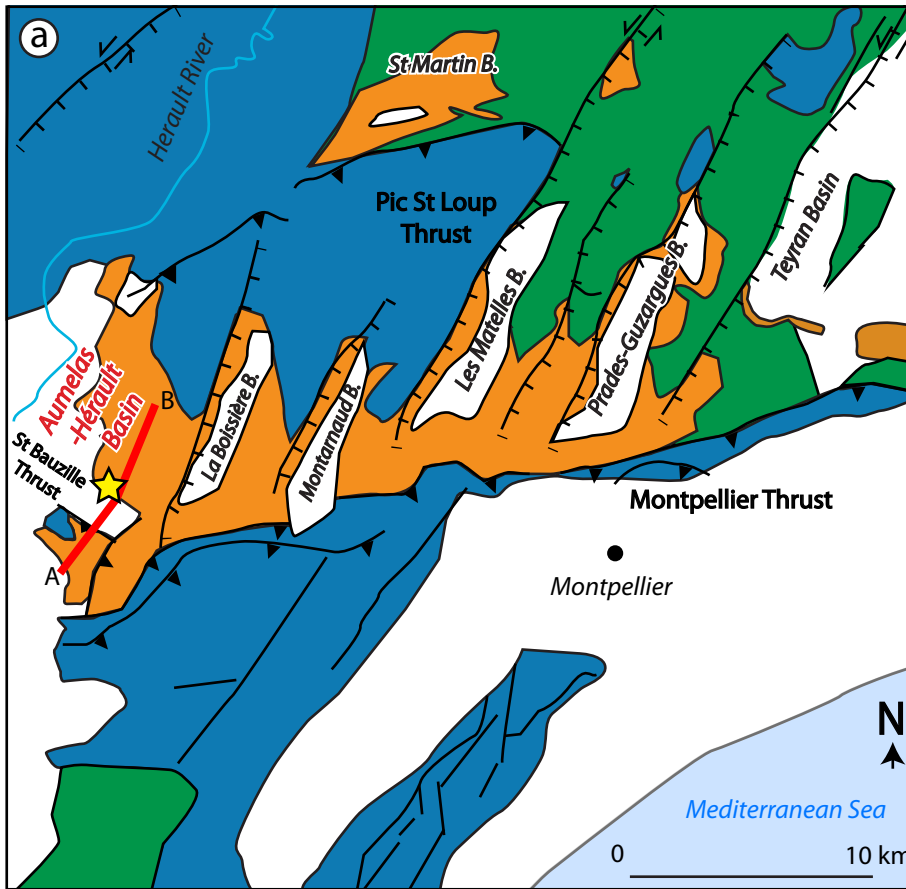 a
Herault River
St Martin B.
Pic St Loup
Thrust
Teyran Basin
Les Matelles B.
Prades-Guzargues B.
Aumelas
-Hérault
Basin
B
La Boissière B.
Montarnaud B.
St Bauzille
Thrust
Montpellier Thrust
A
Montpellier
N
Mediterranean Sea
0
10 km